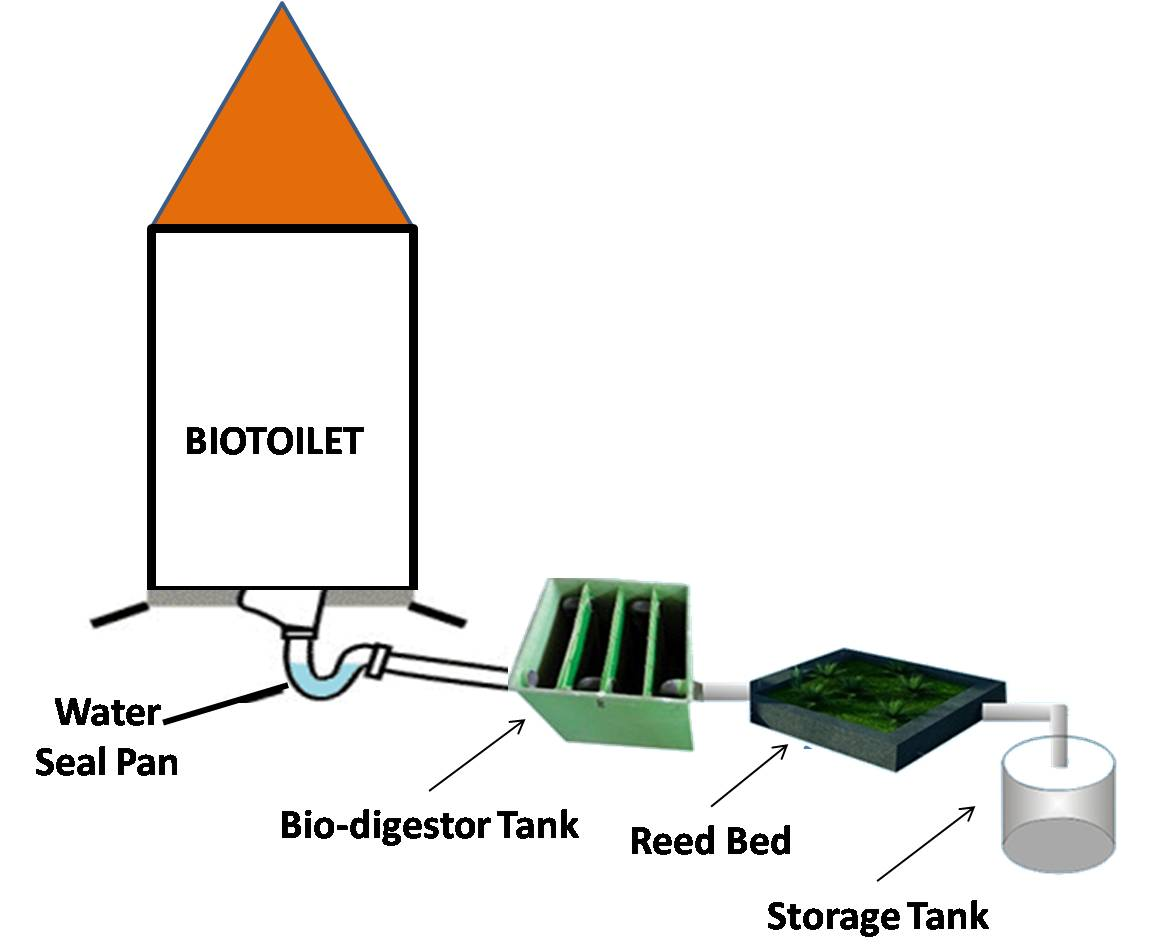 BIOTOILET
Water
Seal Pan
Bio-digestor Tank
Reed Bed
Storage Tank